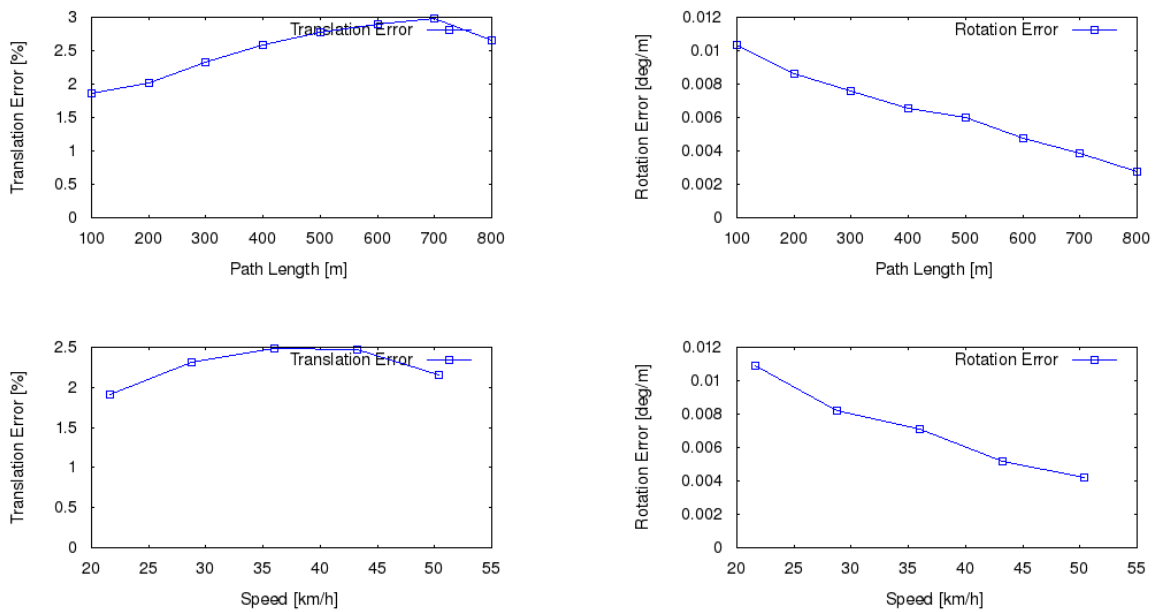 3
2.5
2
1.5
1
0.5
0
Translation Error [%]
Translation Error
100 200 300 400 500 600 700 800
Path Length [m]
0.012
0.01
0.008
0.006
0.004
0.002
0
Rotation Error [deg/m]
Rotation Error
100 200 300 400 500 600 700 800
Path Length [m]
2.5
2
1.5
1
0.5
0
Translation Error [%]
Translation Error
20 25 30 35 40 45 50 55
Speed [km/h]
0.012
0.01
0.008
0.006
0.004
0.002
0
Rotation Error [deg/m]
Rotation Error
20 25 30 35 40 45 50 55
Speed [km/h]